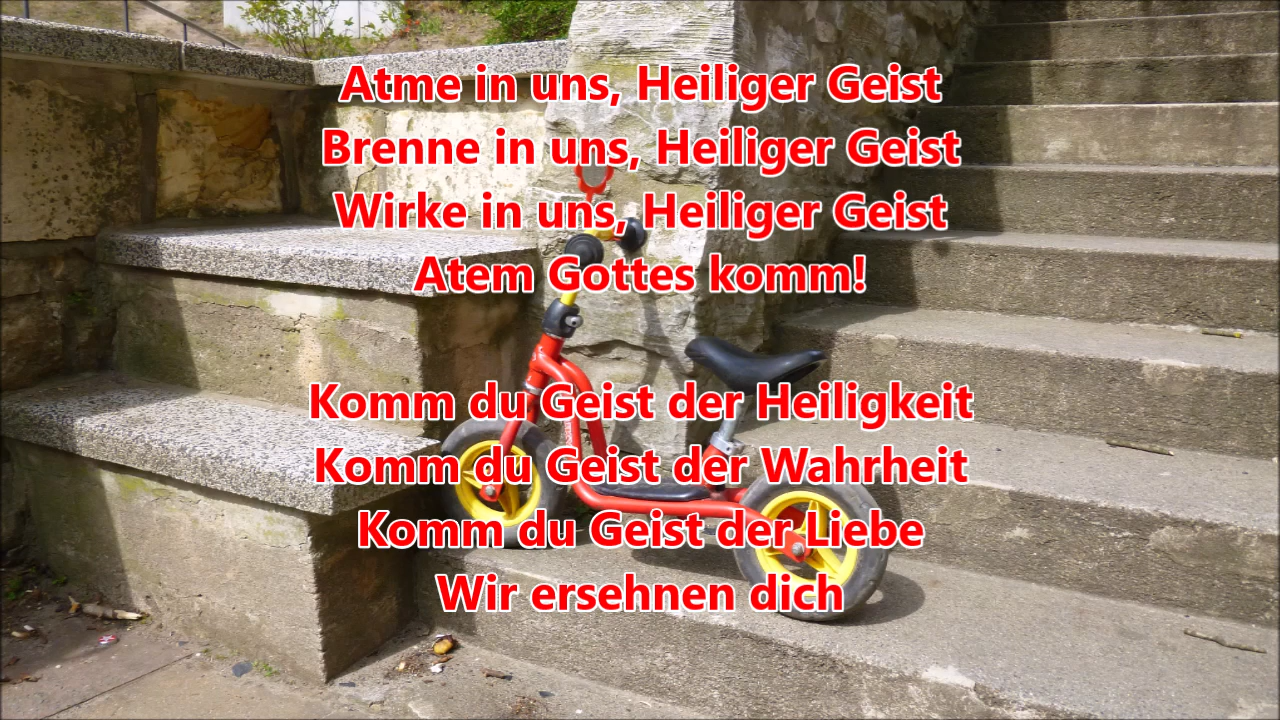 Atme in uns, Heiliger Geist
Brenne in uns, Heiliger Geist
Wirke in uns, Heiliger Geist
Atem Gottes komm!
Komm du Geist der Heiligkeit
Komm du Geist der Wahrheit
Komm du Geist der Liebe
Wir ersehnen dich